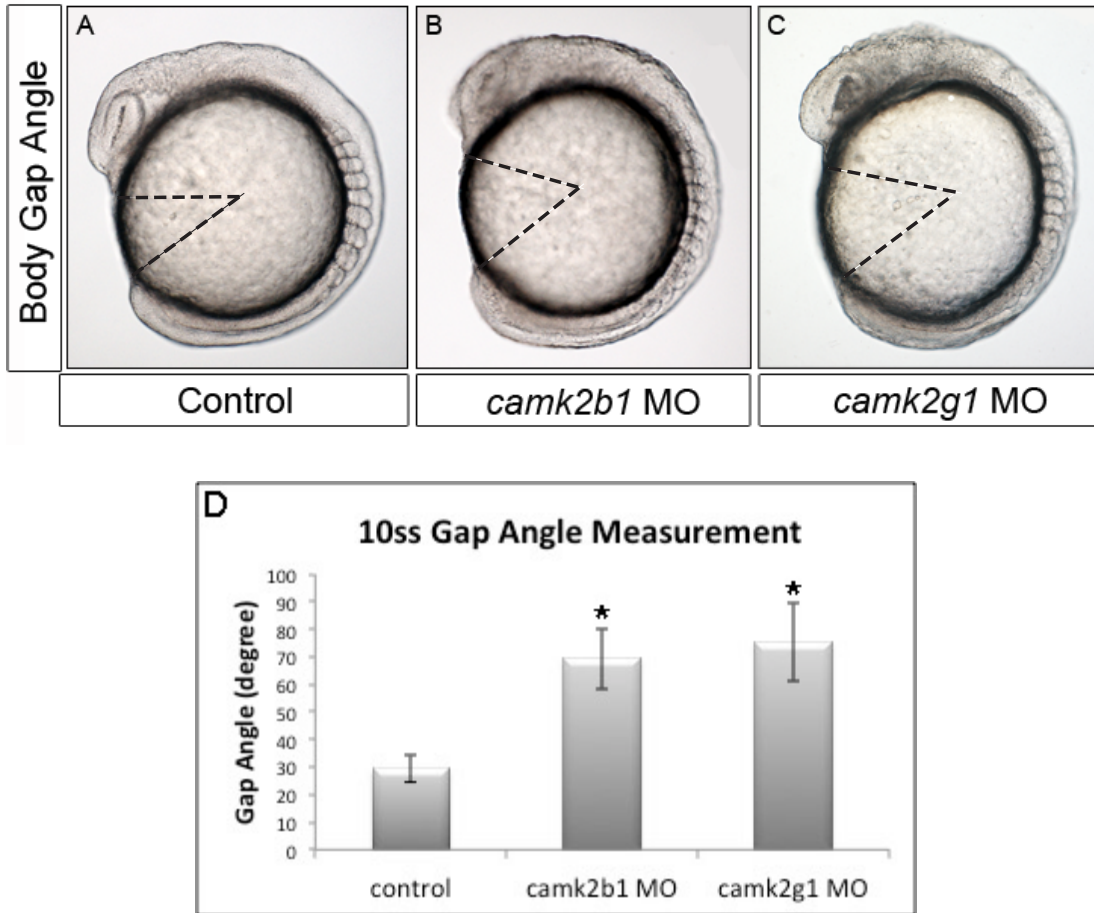 Body Gap Angle
A
B
C
Control
camk2b1 MO
camk2g1 MO
D
10ss Gap Angle Measurement
Gap Angle (degree)
100
90
80
70
60
50
40
30
20
10
0
*
*
control
camk2b1 MO
camk2g1 MO